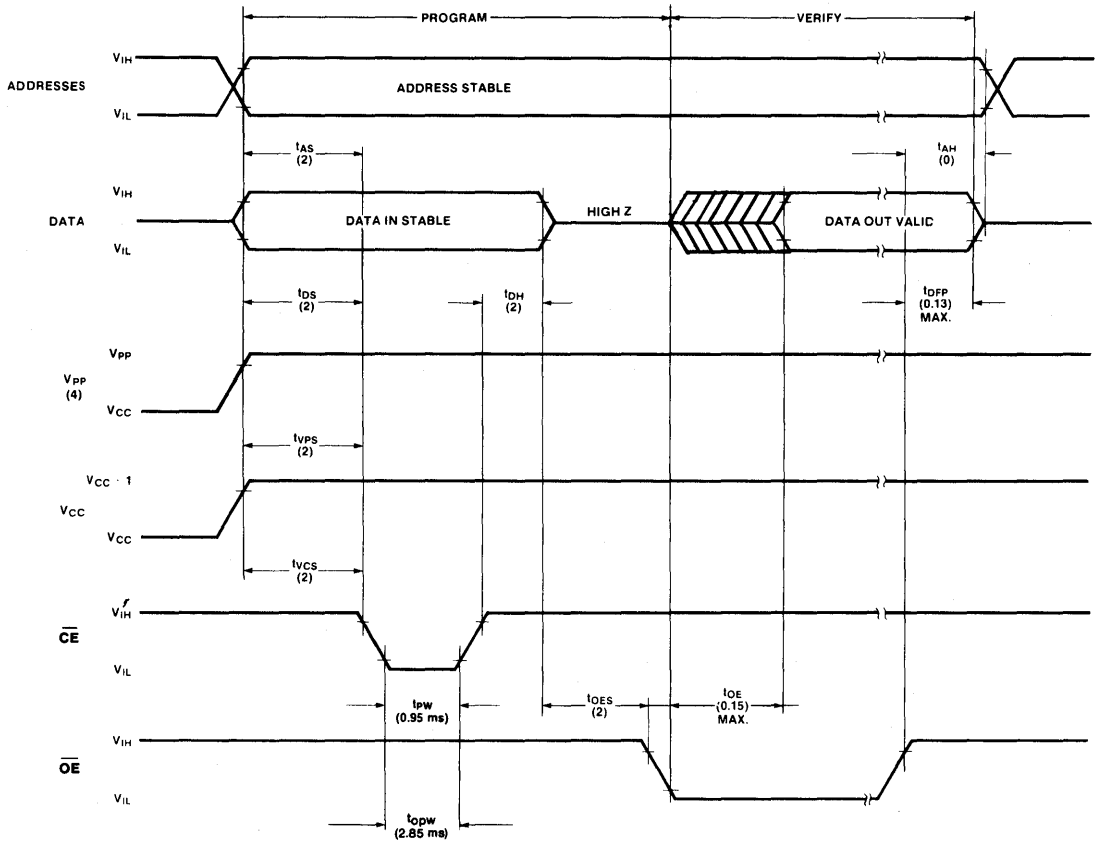 PROGRAM
VERIFY
ADDRESSES
VIH
VIL
ADDRESS STABLE
tAS
(2)
tAH
(0)
DATA
VIH
VIL
DATA IN STABLE
HIGH Z
DATA OUT VALID
tDS
(2)
tDH
(2)
tDFP
(0.13)
MAX.
VPP
(4)
VPP
VCC
tVPS
(2)
VCC
VCC · 1
VCC
tVCS
(2)
CE
VIH
VIL
tPW
(0.95 ms)
tOES
(2)
tOE
(0.15)
MAX.
OE
VIH
VIL
tOPW
(2.85 ms)